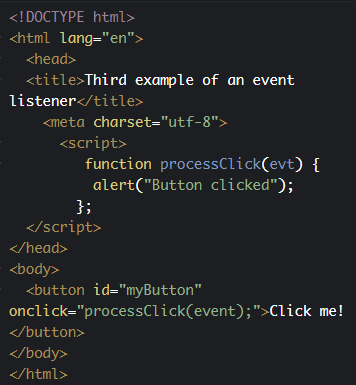 <!DOCTYPE html>
<html lang="en">
<head>
<title>Third example of an event
listener</title>
<meta charset="utf-8">
<script>
function processClick(evt) {
alert("Button clicked");
};
</script>
</head>
<body>
<button id="myButton"
onclick="processClick(event);">Click me!
</button>
</body>
</html>